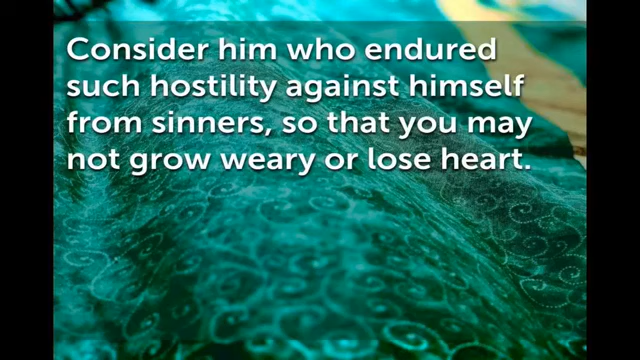 Consider him who endured
such hostility against himself
from sinners, so that you may
not grow weary or lose heart.